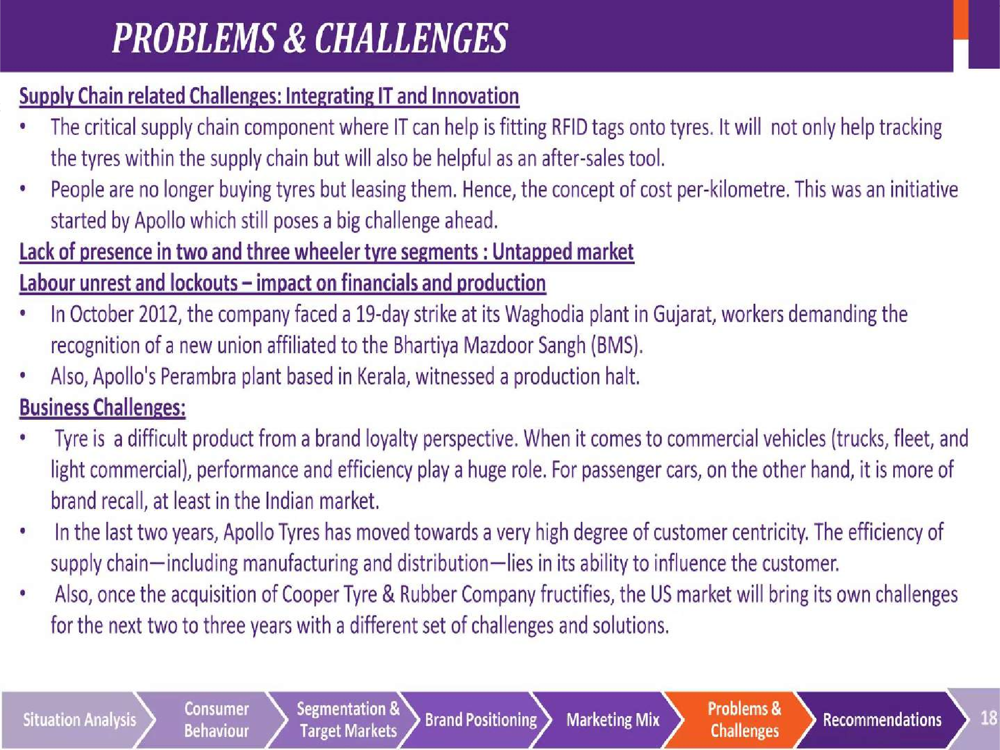 PROBLEMS & CHALLENGES
Supply Chain related Challenges: Integrating IT and Innovation
• The critical supply chain component where IT can help is fitting RFID tags onto tyres. It will not only help tracking
the tyres within the supply chain but will also be helpful as an after-sales tool.
• People are no longer buying tyres but leasing them. Hence, the concept of cost per-kilometre. This was an initiative
started by Apollo which still poses a big challenge ahead.
Lack of presence in two and three wheeler tyre segments : Untapped market
Labour unrest and lockouts – impact on financials and production
• In October 2012, the company faced a 19-day strike at its Waghodia plant in Gujarat, workers demanding the
recognition of a new union affiliated to the Bhartiya Mazdoor Sangh (BMS).
• Also, Apollo's Perambra plant based in Kerala, witnessed a production halt.
Business Challenges:
• Tyre is a difficult product from a brand loyalty perspective. When it comes to commercial vehicles (trucks, fleet, and
light commercial), performance and efficiency play a huge role. For passenger cars, on the other hand, it is more of
brand recall, at least in the Indian market.
• In the last two years, Apollo Tyres has moved towards a very high degree of customer centricity. The efficiency of
supply chain—including manufacturing and distribution—lies in its ability to influence the customer.
• Also, once the acquisition of Cooper Tyre & Rubber Company fructifies, the US market will bring its own challenges
for the next two to three years with a different set of challenges and solutions.
Situation Analysis
Consumer
Behaviour
Segmentation &
Target Markets
Brand Positioning
Marketing Mix
Problems &
Challenges
Recommendations
18